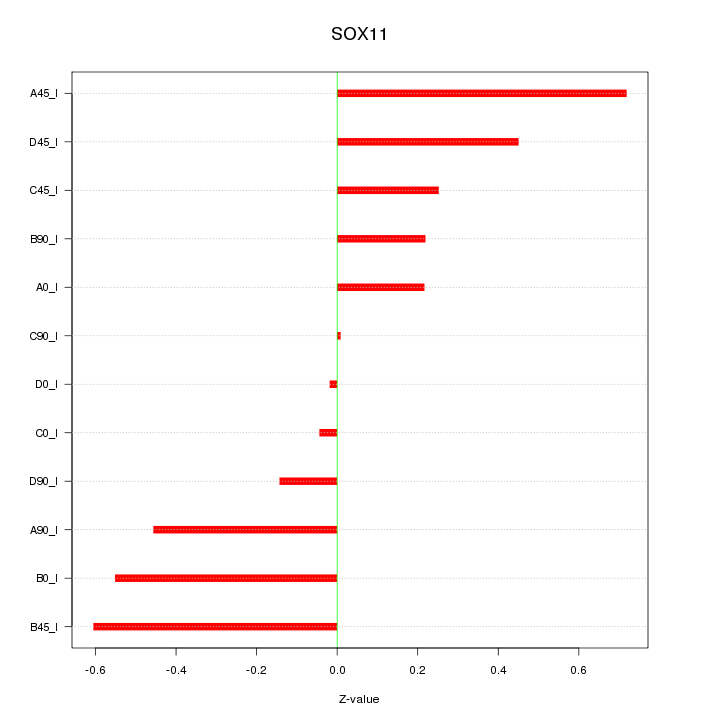 SOX11
A45_I
D45_I
C45_I
B90_I
A0_I
C90_I
D0_I
C0_I
D90_I
A90_I
B0_I
B45_I
-0.6 -0.4 -0.2 0.0 0.2 0.4 0.6
Z-value